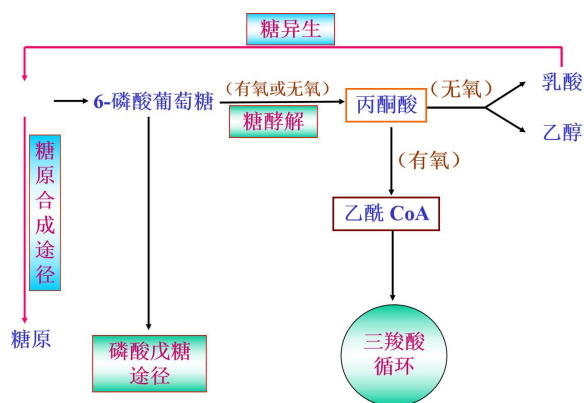 糖异生
6-磷酸葡萄糖
(有氧或无氧)
糖酵解
丙酮酸
(无氧)
乳酸
乙醇
(有氧)
乙酰 CoA
糖原合成途径
糖原
磷酸戊糖
途径
三羧酸
循环